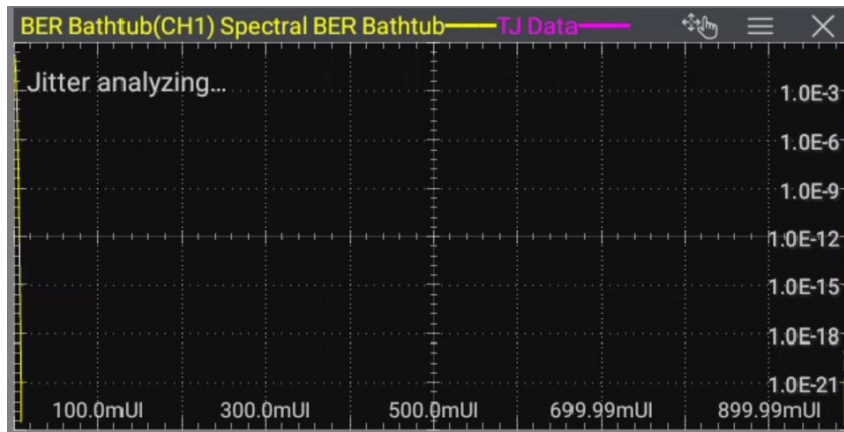 BER Bathtub(CH1) Spectral BER Bathtub TJ Data
Jitter analyzing...
1.0E-3
1.0E-6
1.0E-9
1.0E-12
1.0E-15
1.0E-18
1.0E-21
100.0mUI 300.0mUI 500.0mUI 699.99mUI 899.99mUI